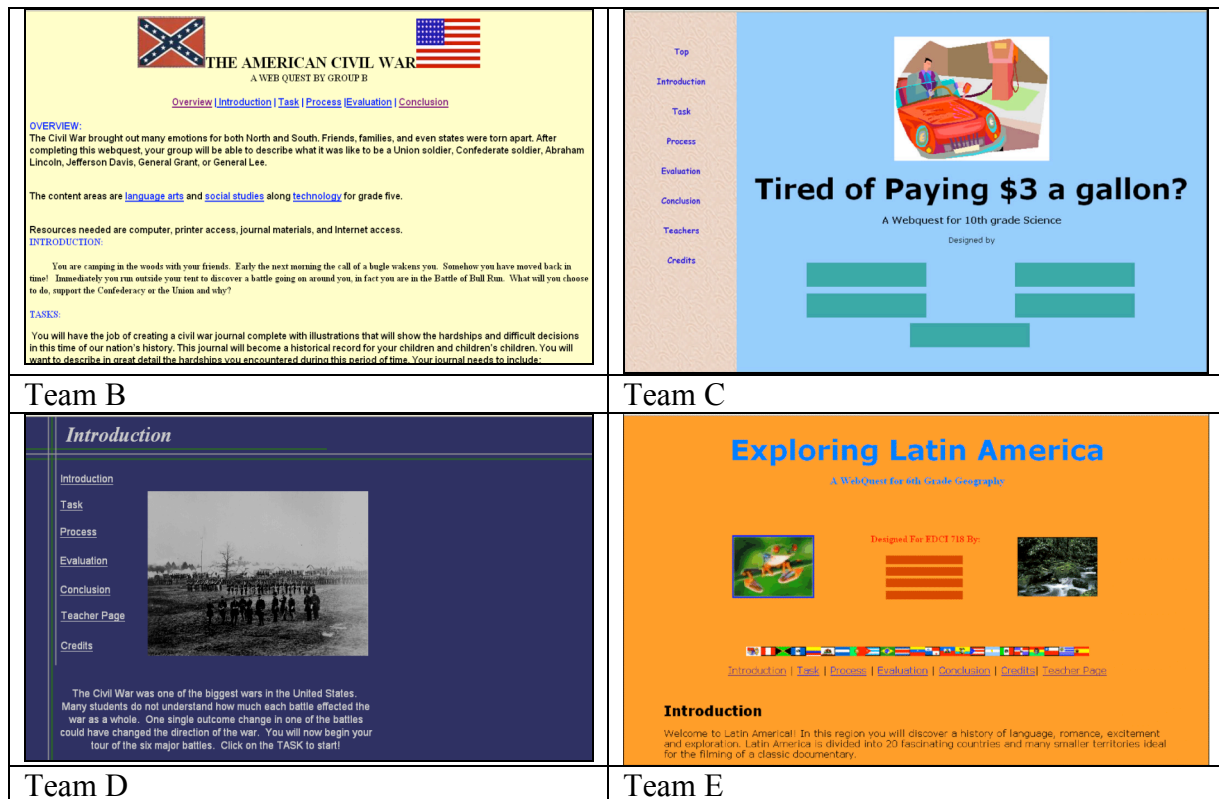 THE AMERICAN CIVIL WAR
A WEB QUEST BY GROUP B
Overview | Introduction | Task | Process |Evaluation | Conclusion
OVERVIEW:
The Civil War brought out many emotions for both North and South. Friends, families, and even states were torn apart. After
completing this webquest, your group will be able to describe what it was like to be a Union soldier, Confederate soldier, Abraham
Lincoln, Jefferson Davis, General Grant, or General Lee.
The content areas are language arts and social studies along technology for grade five.
Resources needed are computer, printer access, journal materials, and Internet access.
INTRODUCTION:
You are camping in the woods with your friends. Early the next morning the call of a bugle wakens you. Somehow you have moved back in
time! Immediately you run outside your tent to discover a battle going on around you, in fact you are in the Battle of Bull Run. What will you choose
to do, support the Confederacy or the Union and why?
TASKS:
You will have the job of creating a civil war journal complete with illustrations that will show the hardships and difficult decisions
in this time of our nation's history. This journal will become a historical record for your children and children's children. You will
want to describe in great detail the hardships you encountered during this period of time. Your journal needs to include:
Team B
Top
Introduction
Task
Process
Evaluation
Conclusion
Teachers
Credits
Tired of Paying $3 a gallon?
A Webquest for 10th grade Science
Designed by
Team C
Introduction
Introduction
Task
Process
Evaluation
Conclusion
Teacher Page
Credits
The Civil War was one of the biggest wars in the United States.
Many students do not understand how much each battle effected the
war as a whole. One single outcome change in one of the battles
could have changed the direction of the war. You will now begin your
tour of the six major battles. Click on the TASK to start!
Team D
Exploring Latin America
A WebQuest for 6th Grade Geography
Designed For EDCI 718 By:
Introduction | Task | Process | Evaluation | Conclusion | Credits| Teacher Page
Introduction
Welcome to Latin America!! In this region you will discover a history of language, romance, excitement
and exploration. Latin America is divided into 20 fascinating countries and many smaller territories ideal
for the filming of a classic documentary.
Team E